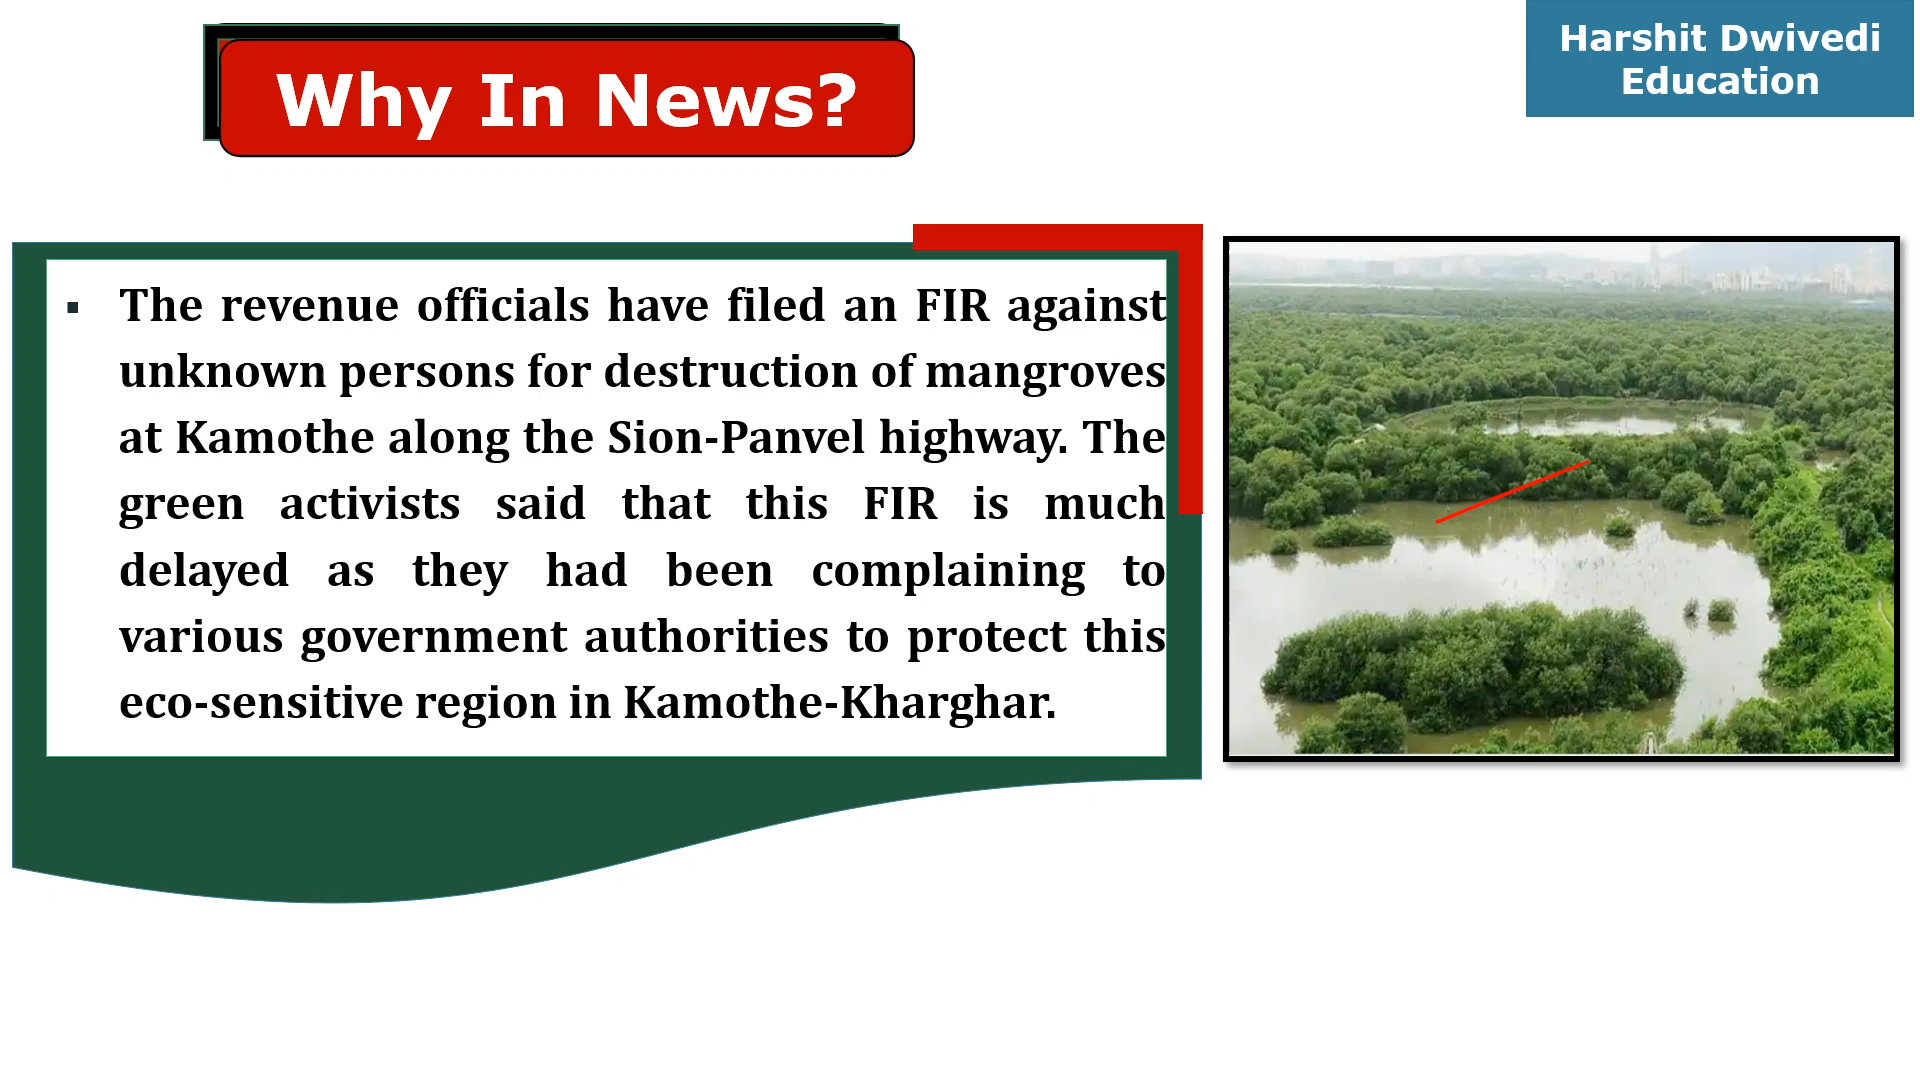 Why In News?
Harshit Dwivedi
Education
▪ The revenue officials have filed an FIR against
unknown persons for destruction of mangroves
at Kamothe along the Sion-Panvel highway. The
green activists said that this FIR is much
delayed as they had been complaining to
various government authorities to protect this
eco-sensitive region in Kamothe-Kharghar.